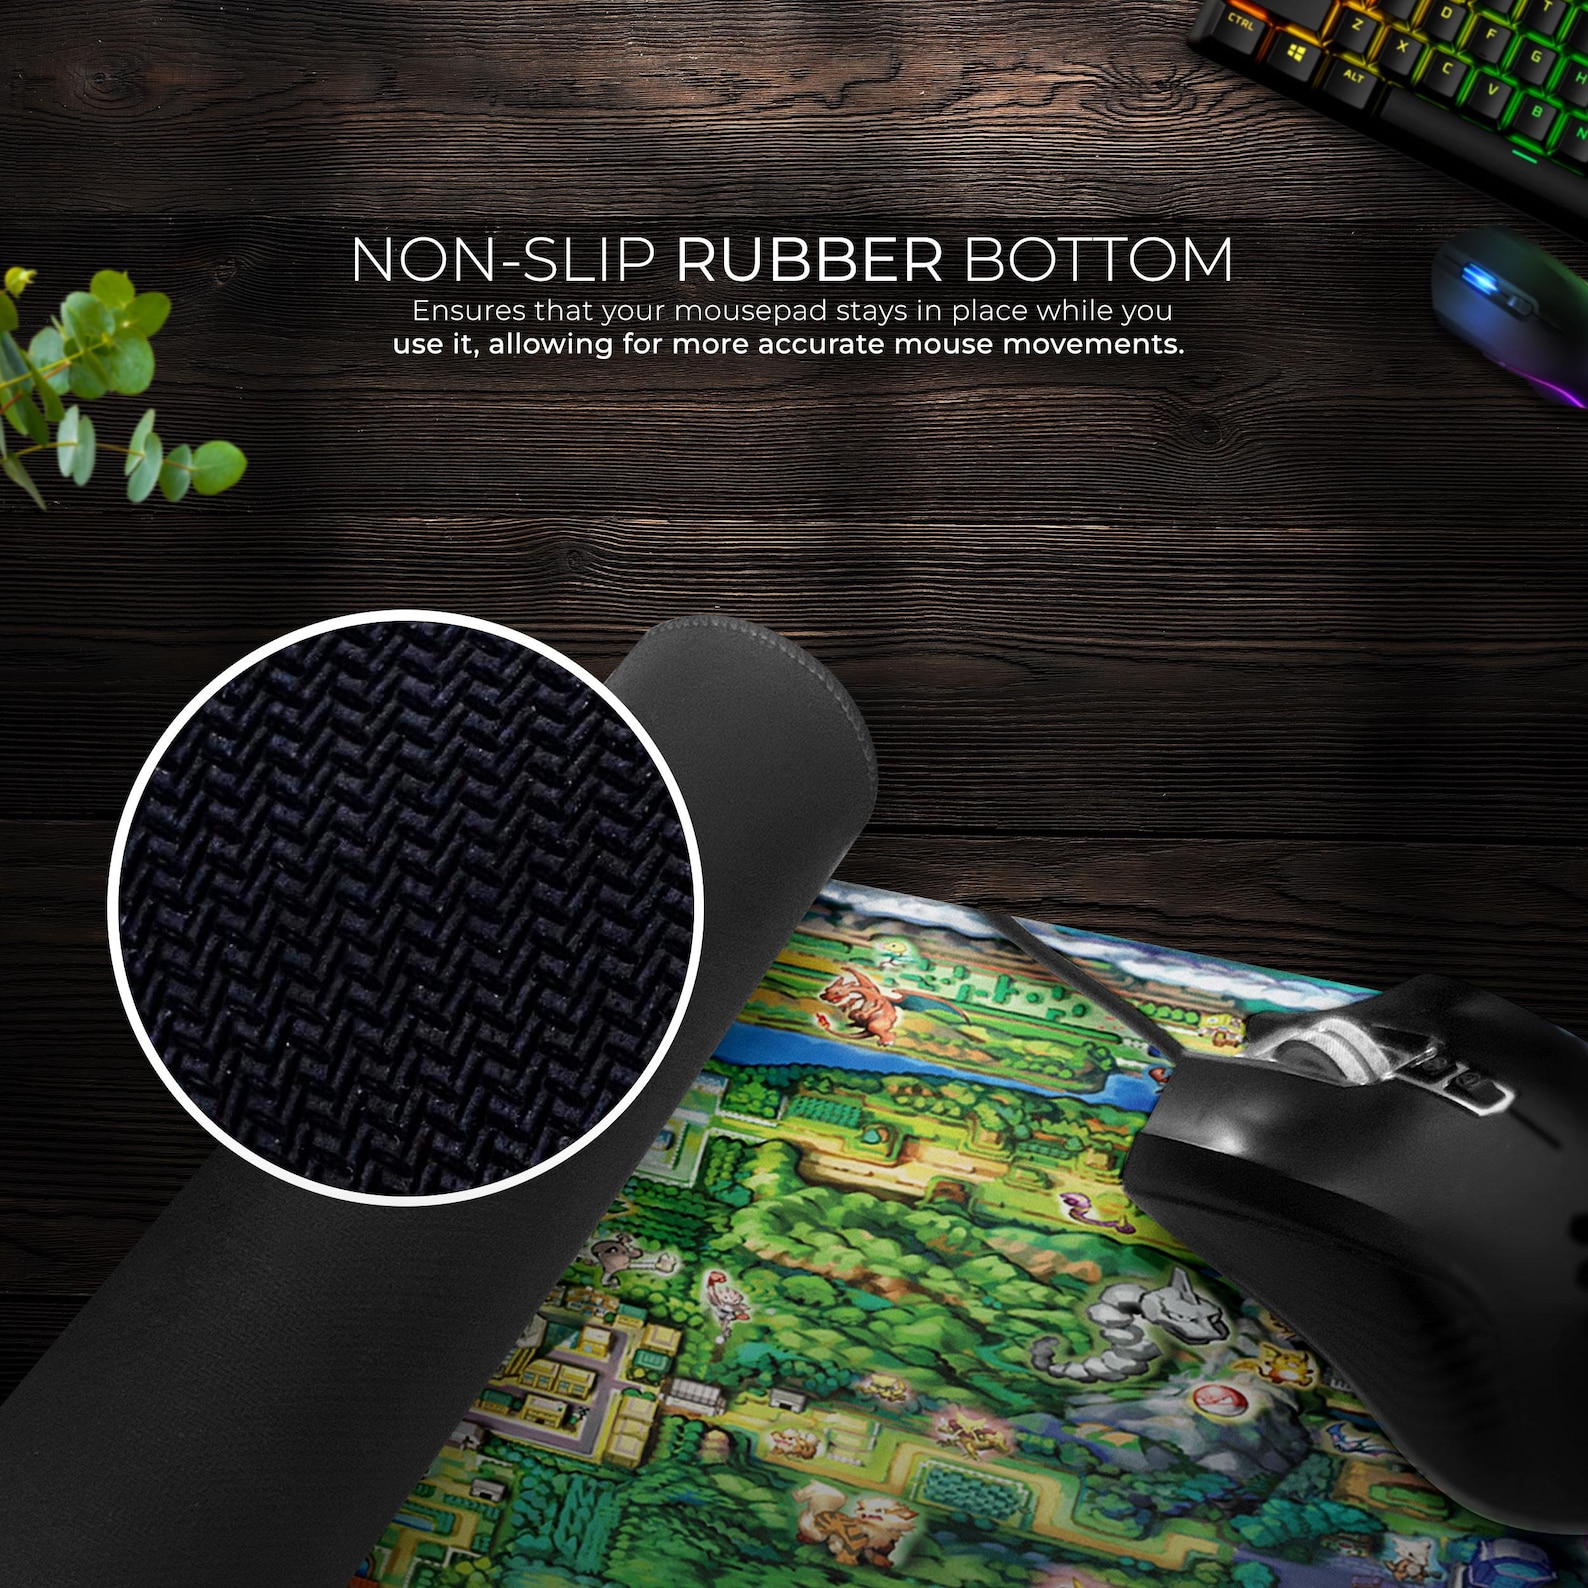 NON-SLIP RUBBER BOTTOM
Ensures that your mousepad stays in place while you
use it, allowing for more accurate mouse movements.
CTRL
ALT
Z
X
C
V
B
N
D
F
G
H
T